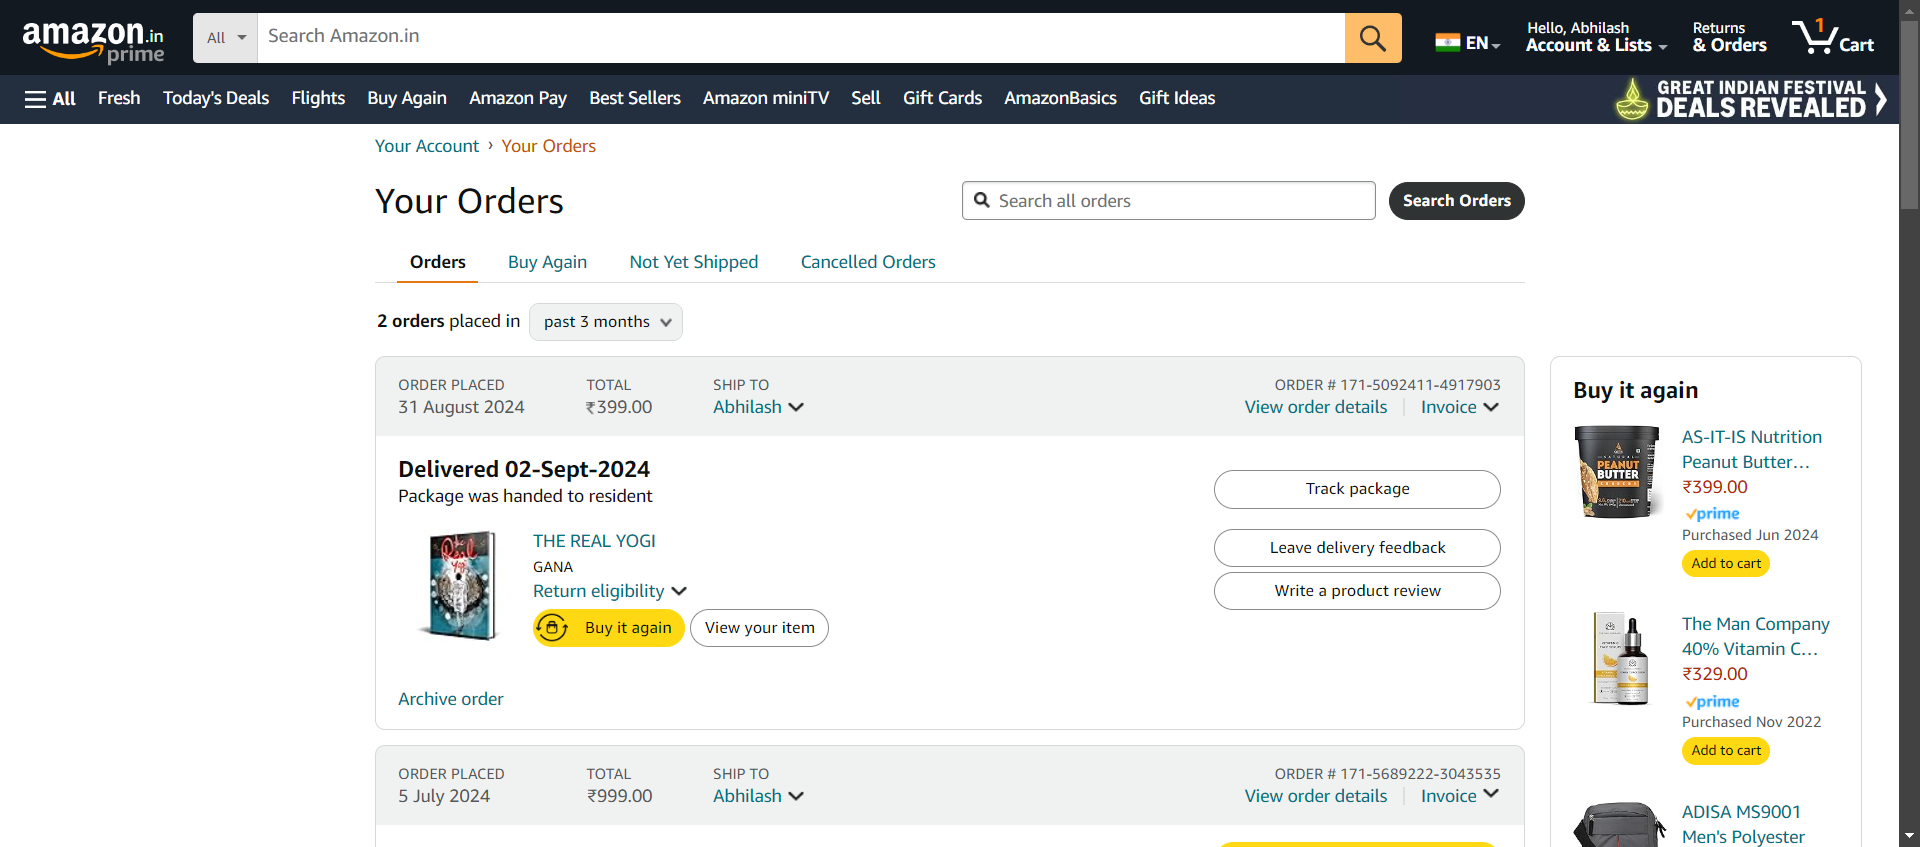 amazon.in
prime
All
Search Amazon.in
EN
Hello, Abhilash
Account & Lists
Returns
& Orders
1
Cart
All
Fresh
Today's Deals
Flights
Buy Again
Amazon Pay
Best Sellers
Amazon miniTV
Sell
Gift Cards
AmazonBasics
Gift Ideas
GREAT INDIAN FESTIVAL
DEALS REVEALED
Your Account › Your Orders
Your Orders
Search all orders
Search Orders
Orders
Buy Again
Not Yet Shipped
Cancelled Orders
2 orders placed in
past 3 months
ORDER PLACED
31 August 2024
TOTAL
₹399.00
SHIP TO
Abhilash
ORDER # 171-5092411-4917903
View order details
Invoice
Delivered 02-Sept-2024
Package was handed to resident
The Real Yogi
THE REAL YOGI
GANA
Return eligibility
Buy it again
View your item
Track package
Leave delivery feedback
Write a product review
Archive order
ORDER PLACED
5 July 2024
TOTAL
₹999.00
SHIP TO
Abhilash
ORDER # 171-5689222-3043535
View order details
Invoice
Buy it again
NATURAL
PEANUT
BUTTER
AS-IT-IS Nutrition
Peanut Butter…
₹399.00
prime
Purchased Jun 2024
Add to cart
The Man Company
40% Vitamin C…
₹329.00
prime
Purchased Nov 2022
Add to cart
ADISA MS9001
Men's Polyester